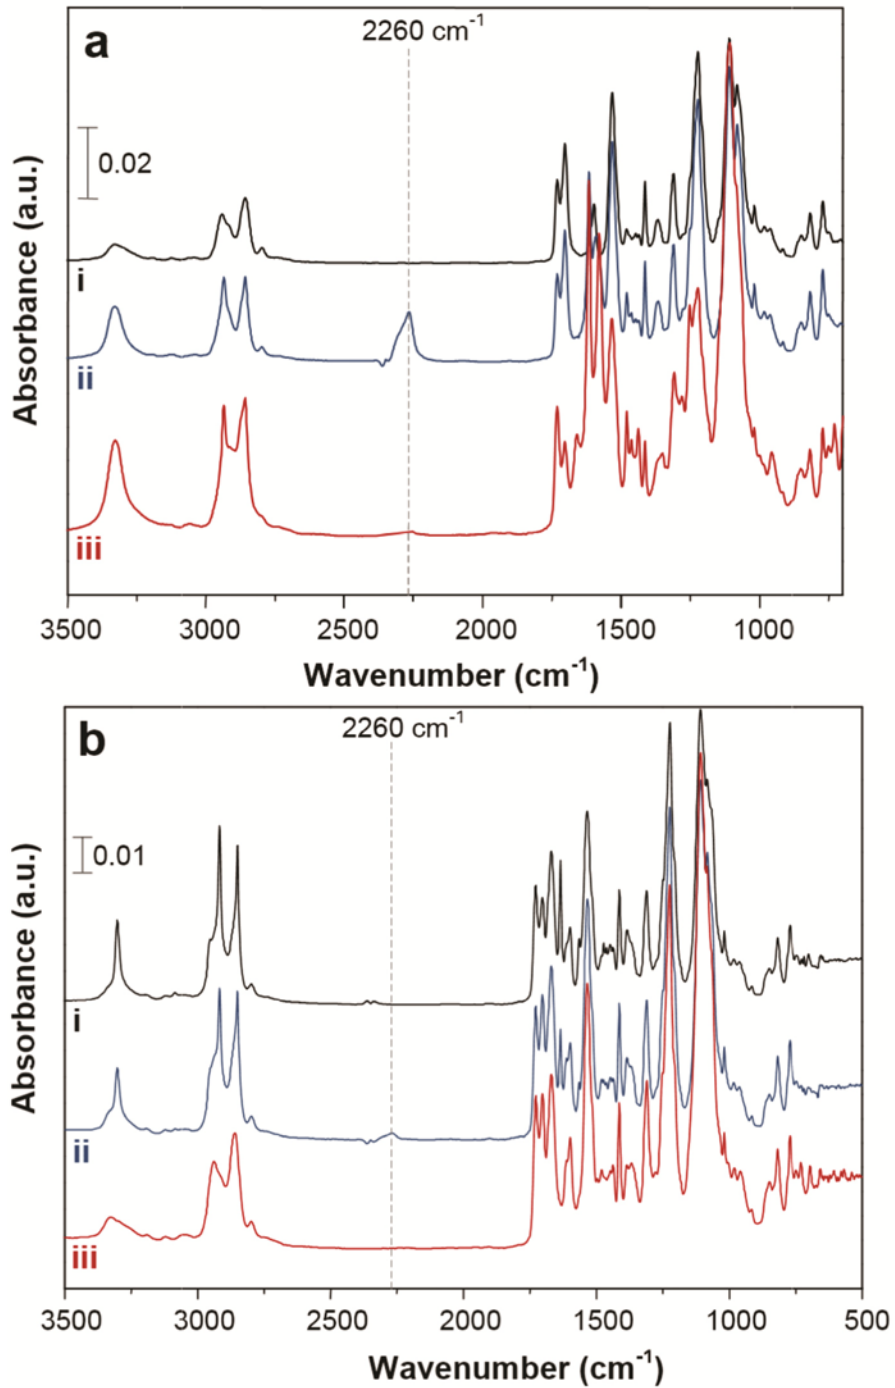 a
2260 cm⁻¹
0.02
i
ii
iii
Absorbance (a.u.)
3500 3000 2500 2000 1500 1000
Wavenumber (cm⁻¹)
b
2260 cm⁻¹
0.01
i
ii
iii
Absorbance (a.u.)
3500 3000 2500 2000 1500 1000 500
Wavenumber (cm⁻¹)